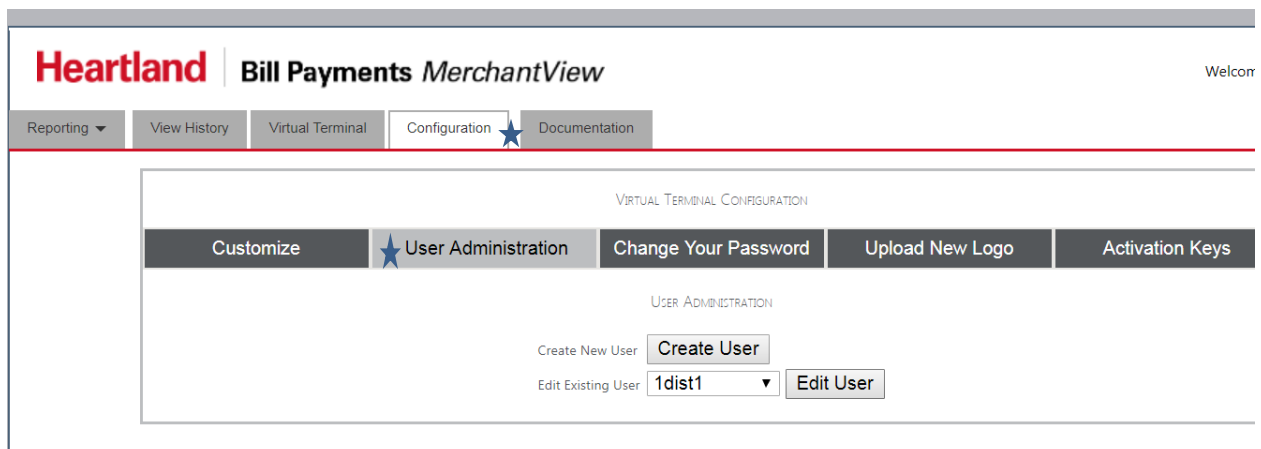 Heartland Bill Payments MerchantView
Welcom
Reporting View History Virtual Terminal Configuration Documentation
Virtual Terminal Configuration
Customize User Administration Change Your Password Upload New Logo Activation Keys
User Administration
Create New User Create User
Edit Existing User 1dist1 Edit User